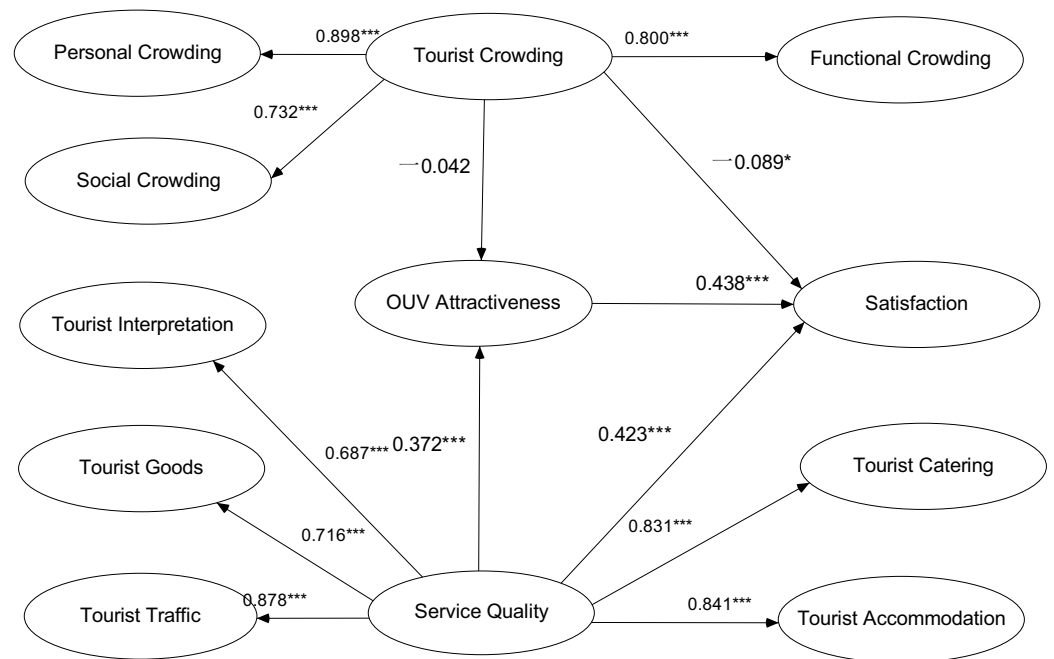 Personal Crowding
0.898***
Tourist Crowding
0.800***
Functional Crowding
0.732***
Social Crowding
—0.042
—0.089*
OUV Attractiveness
0.438***
Satisfaction
Tourist Interpretation
0.687***
0.372***
0.423***
Tourist Goods
Tourist Catering
0.716***
0.831***
Tourist Traffic
0.878***
Service Quality
0.841***
Tourist Accommodation